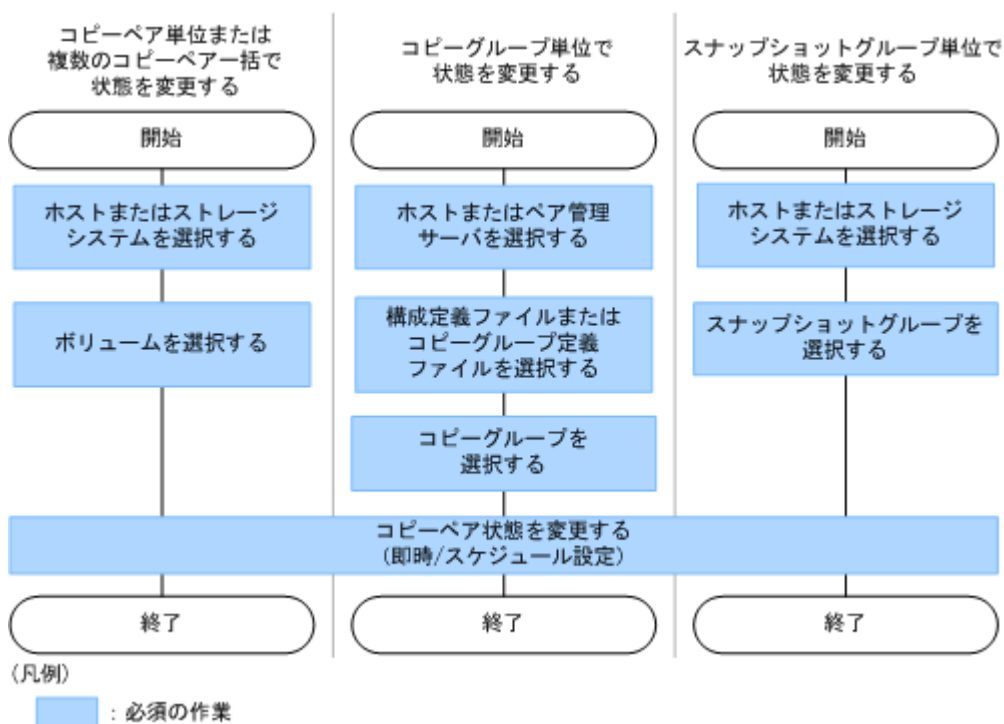 コピーペア単位または
複数のコピーペア一括で
状態を変更する
開始
ホストまたはストレージ
システムを選択する
ボリュームを選択する
コピーグループ単位で
状態を変更する
開始
ホストまたはペア管理
サーバを選択する
構成定義ファイルまたは
コピーグループ定義
ファイルを選択する
コピーグループを
選択する
スナップショットグループ単位で
状態を変更する
開始
ホストまたはストレージ
システムを選択する
スナップショットグループを
選択する
コピーペア状態を変更する
(即時/スケジュール設定)
終了
終了
終了
(凡例)
：必須の作業